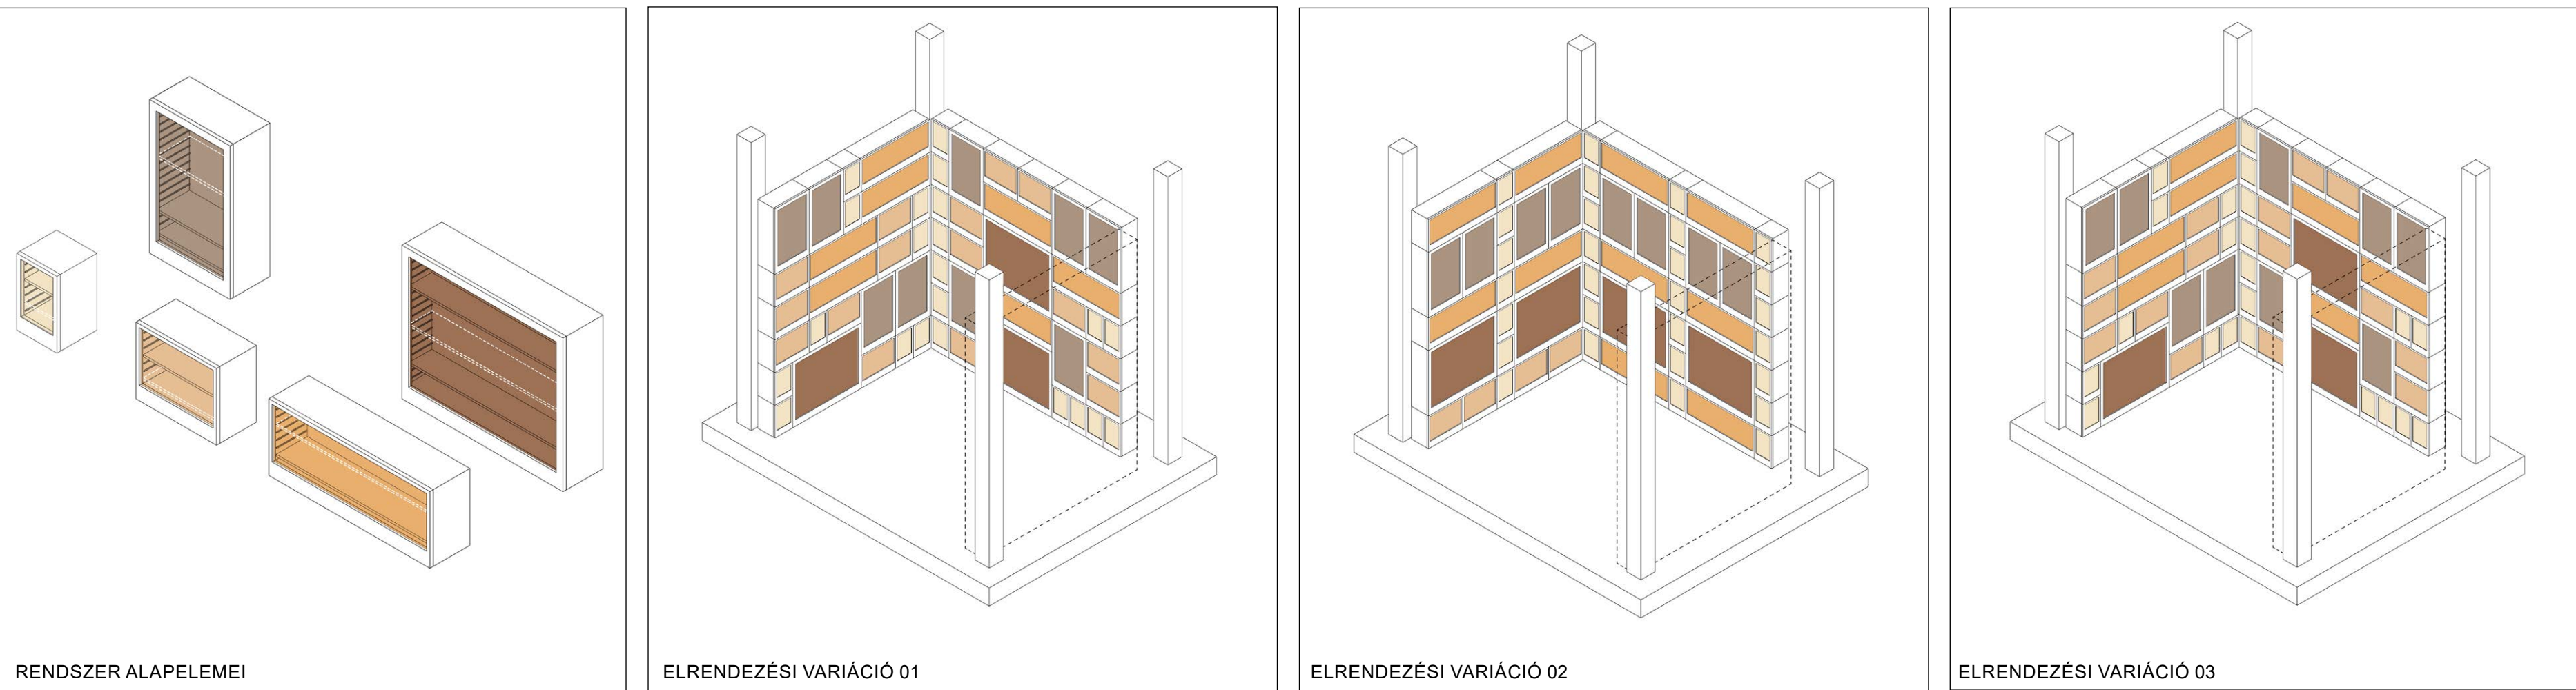 RENDSZER ALAPELEMEI
ELRENDEZÉSI VARIÁCIÓ 01
ELRENDEZÉSI VARIÁCIÓ 02
ELRENDEZÉSI VARIÁCIÓ 03